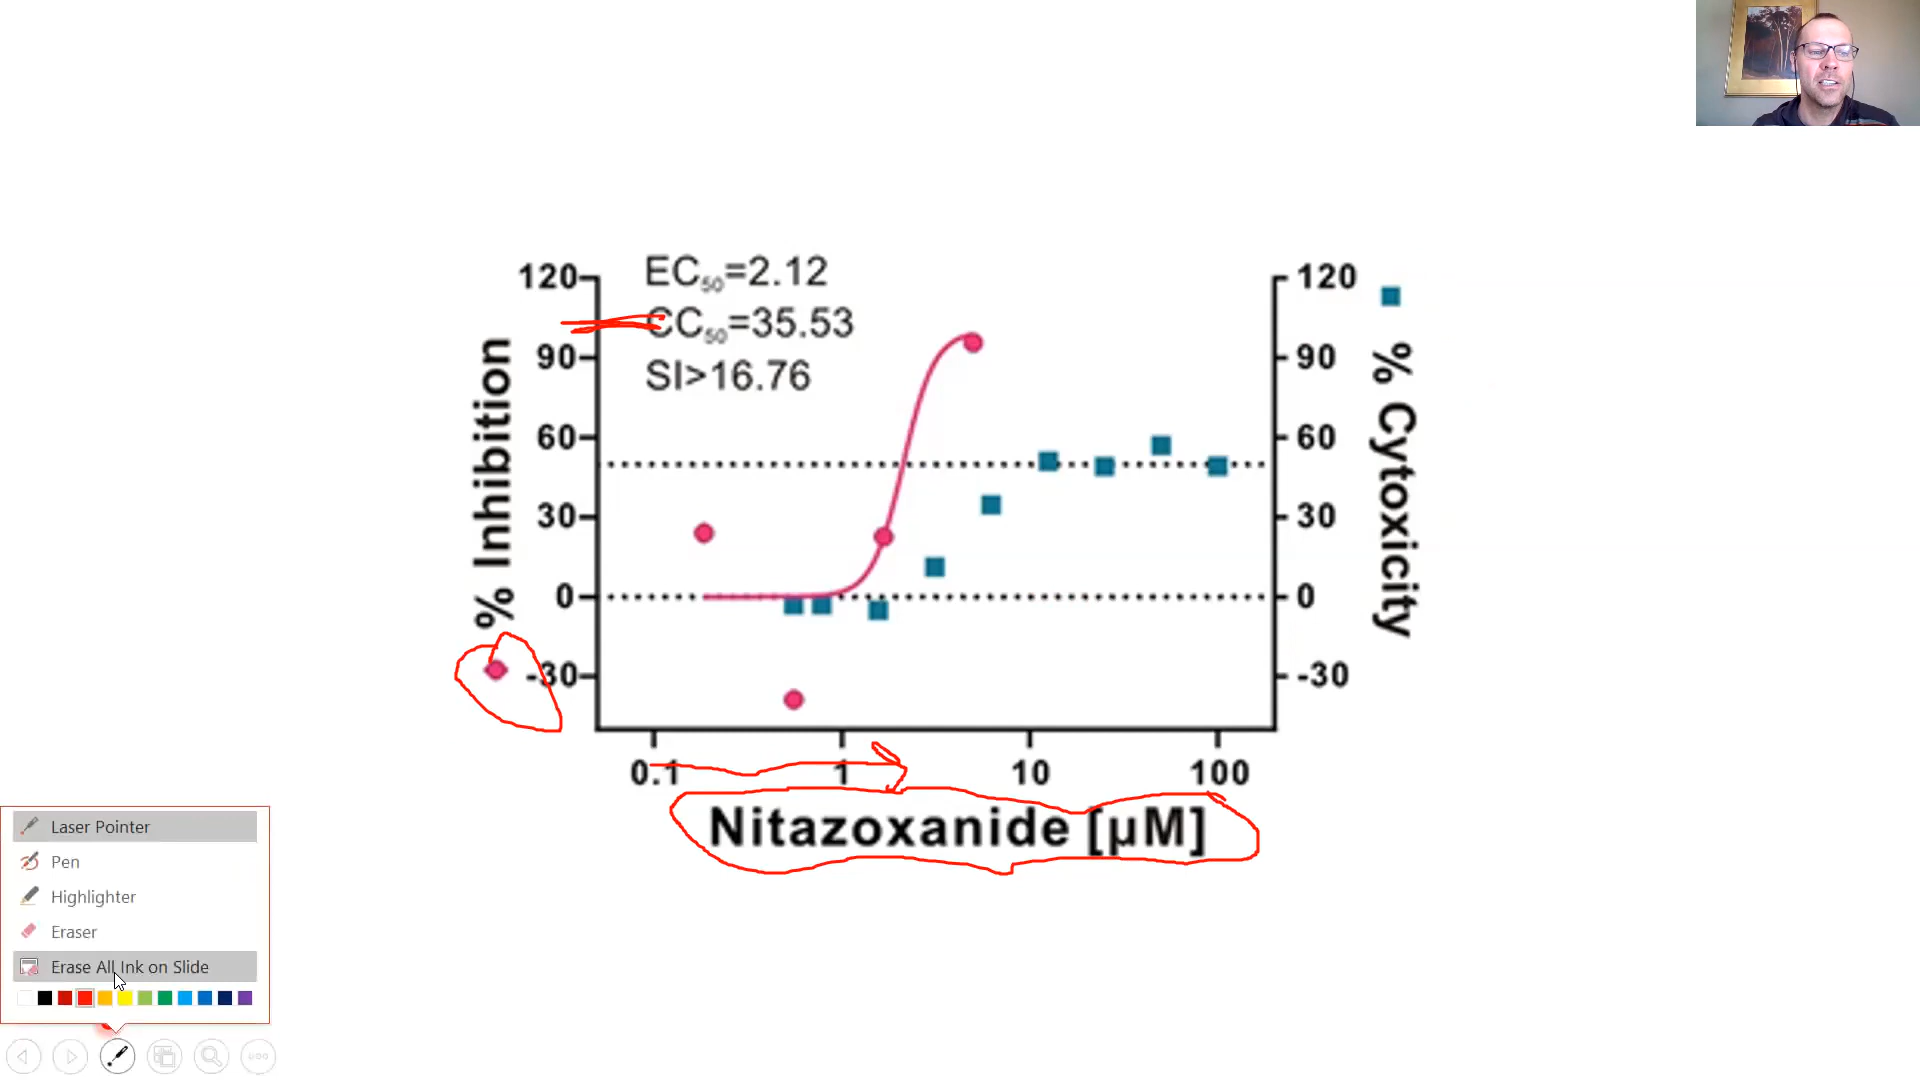 EC50=2.12
CC50=35.53
SI>16.76
% Inhibition
120
90
60
30
0
-30
120
90
60
30
0
-30
% Cytoxicity
0.1
1
10
100
Nitazoxanide [µM]
Laser Pointer
Pen
Highlighter
Eraser
Erase All Ink on Slide